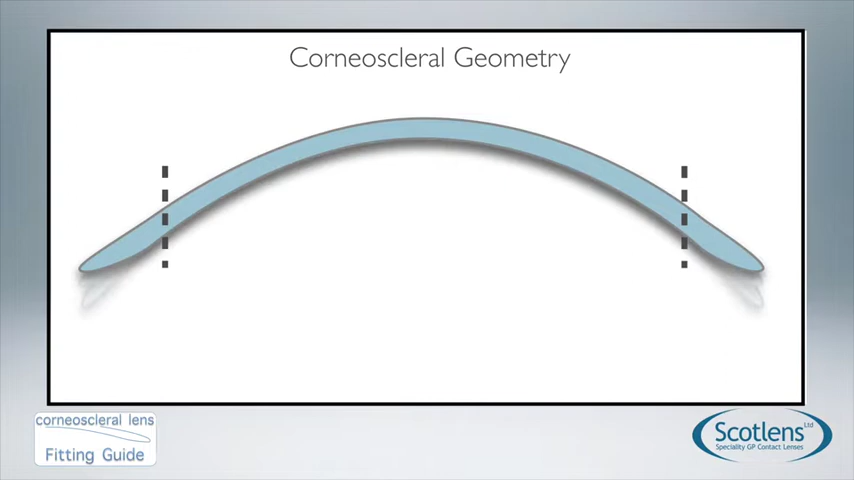 Corneoscleral Geometry
corneoscleral lens
Fitting Guide
Scotlens Ltd
Speciality GP Contact Lenses